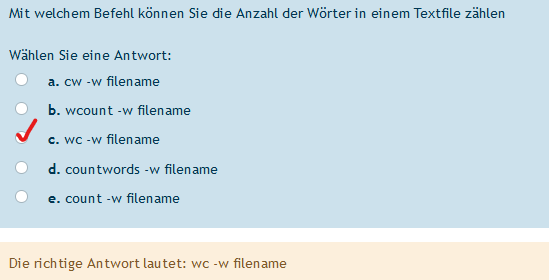 Mit welchem Befehl können Sie die Anzahl der Wörter in einem Textfile zählen
Wählen Sie eine Antwort:
a. cw -w filename
b. wcount -w filename
c. wc -w filename
d. countwords -w filename
e. count -w filename
Die richtige Antwort lautet: wc -w filename